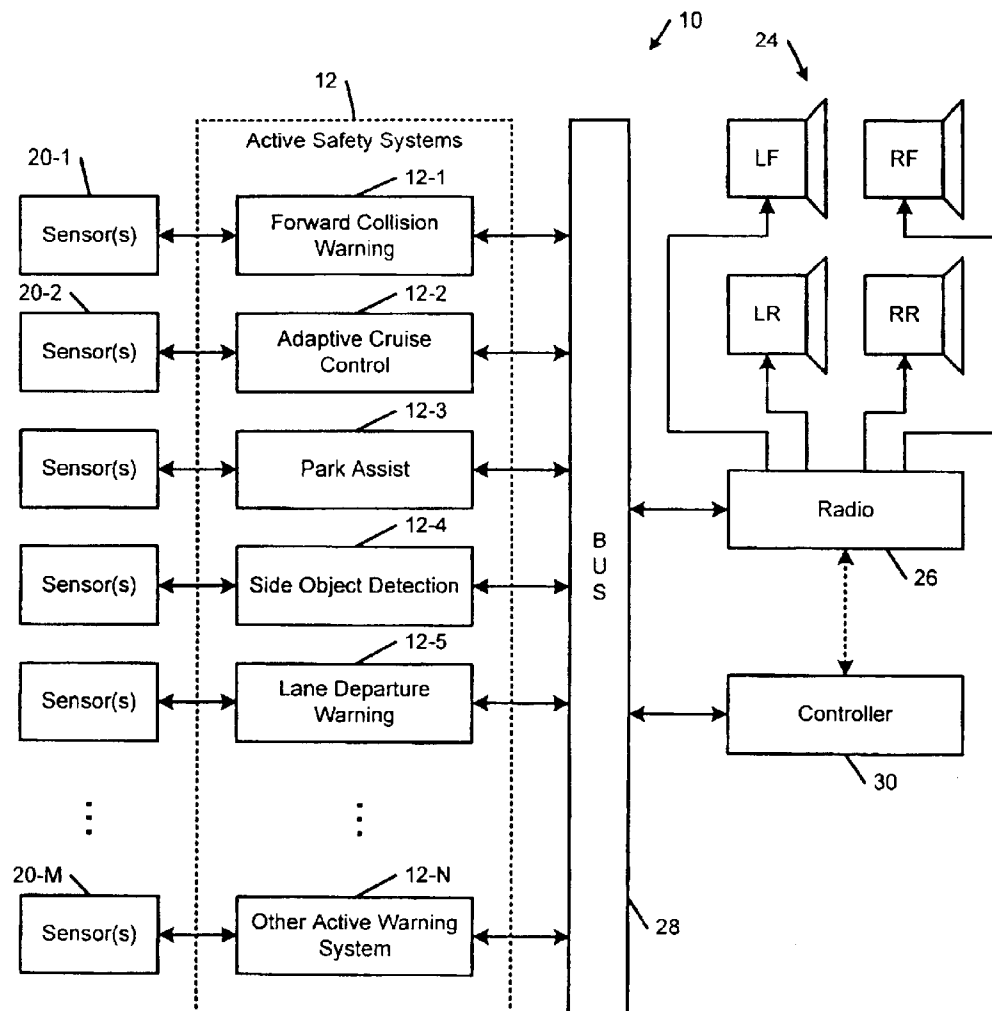 10
24
12
Active Safety Systems
LF
RF
20-1
12-1
Sensor(s)
Forward Collision
Warning
20-2
12-2
Sensor(s)
Adaptive Cruise
Control
LR
RR
12-3
Sensor(s)
Park Assist
Radio
26
12-4
Sensor(s)
Side Object Detection
B
U
S
12-5
Sensor(s)
Lane Departure
Warning
Controller
30
20-M
12-N
Sensor(s)
Other Active Warning
System
28